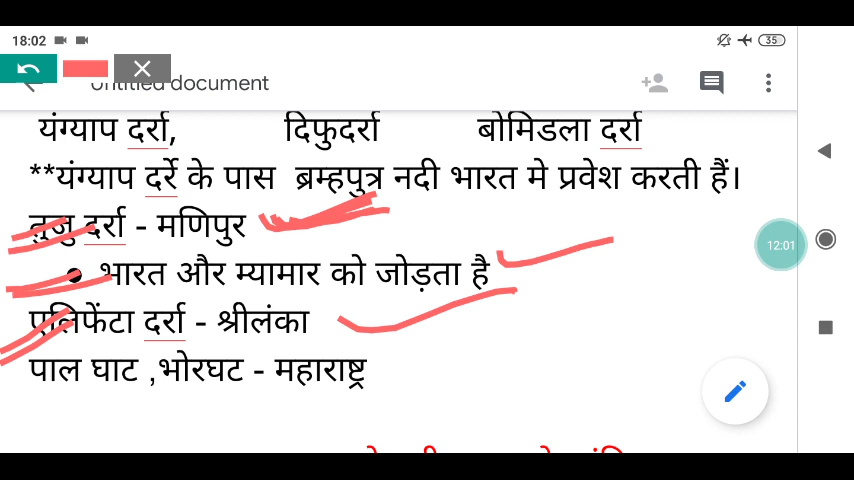 18:02 35
Untitled document
यंग्याप दर्रा, दिफुदर्रा बोमिडला दर्रा
**यंग्याप दर्रे के पास ब्रम्हपुत्र नदी भारत मे प्रवेश करती हैं।
तुजु दर्रा - मणिपुर
12:01
• भारत और म्यामार को जोड़ता है
एलिफेंटा दर्रा - श्रीलंका
पाल घाट ,भोरघट - महाराष्ट्र